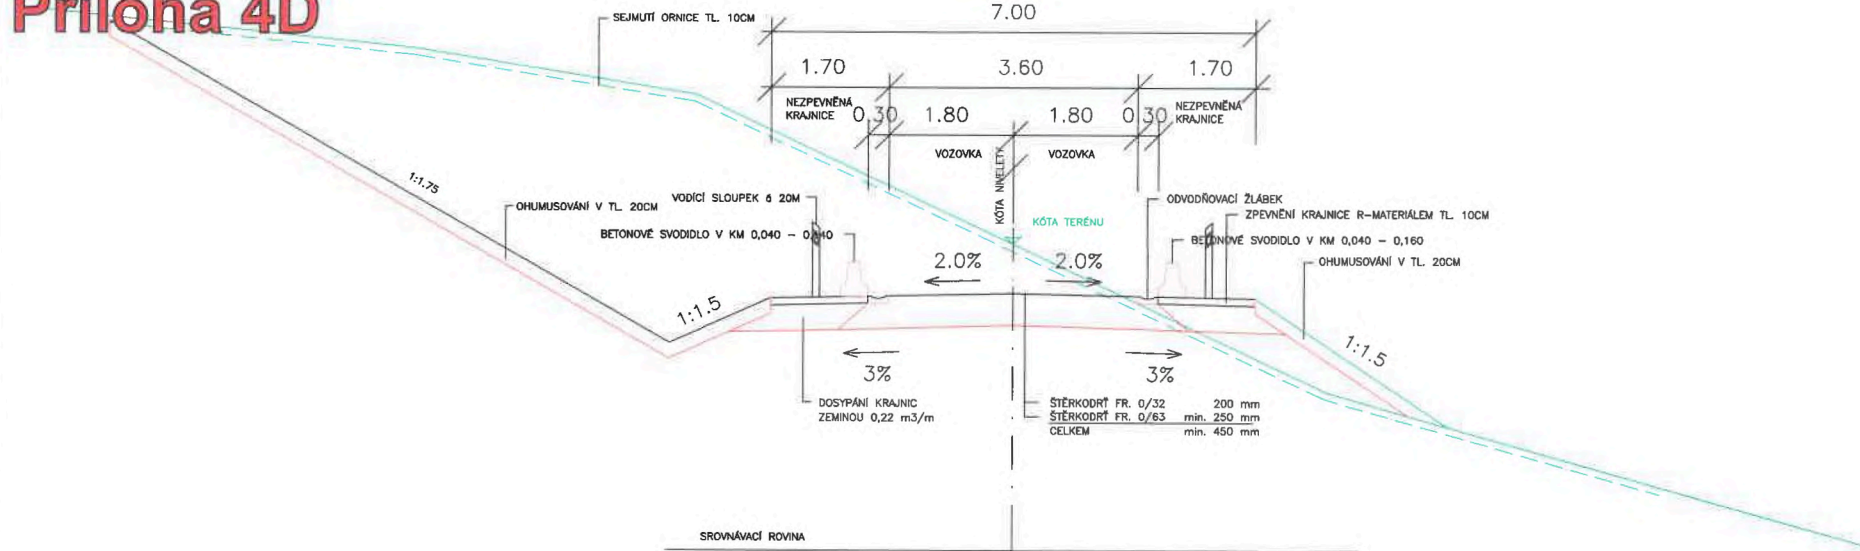 Příloha 4D
SEJMUTÍ ORNICE TL. 10CM
7.00
1.70
3.60
1.70
NEZPEVNĚNÁ
KRAJNICE
0,30
1.80
1.80
0,30
NEZPEVNĚNÁ
KRAJNICE
VOZOVKA
VOZOVKA
KÓTA NIVELETY
1:1.75
OHUMUSOVÁNÍ V TL. 20CM
VODÍCÍ SLOUPEK á 20M
BETONOVÉ SVODIDLO V KM 0,040 –
KÓTA TERÉNU
ODVODŇOVACÍ ŽLÁBEK
ZPEVNĚNÍ KRAJNICE R-MATERIÁLEM TL. 10CM
BETONOVÉ SVODIDLO V KM 0,040 – 0,160
OHUMUSOVÁNÍ V TL. 20CM
2.0%
2.0%
1:1.5
1:1.5
3%
3%
DOSYPÁNÍ KRAJNIC
ZEMINOU 0,22 m3/m
ŠTĚRKODRŤ FR. 0/32 200 mm
ŠTĚRKODRŤ FR. 0/63 min. 250 mm
CELKEM min. 450 mm
SROVNÁVACÍ ROVINA